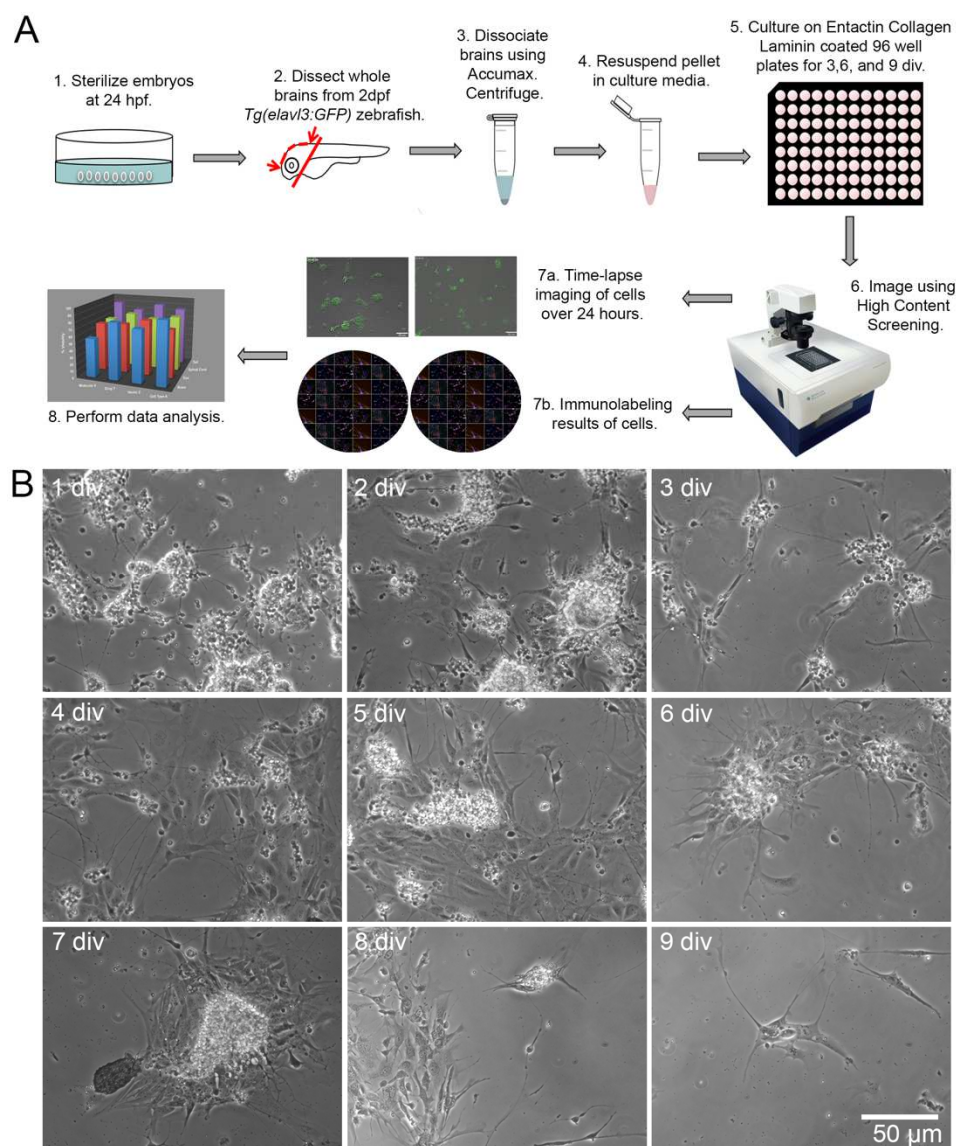 A
1. Sterilize embryos
at 24 hpf.
2. Dissect whole
brains from 2dpf
Tg(elavl3:GFP) zebrafish.
3. Dissociate
brains using
Accumax.
Centrifuge.
4. Resuspend pellet
in culture media.
5. Culture on Entactin Collagen
Laminin coated 96 well
plates for 3,6, and 9 div.
6. Image using
High Content
Screening.
7a. Time-lapse
imaging of cells
over 24 hours.
7b. Immunolabeling
results of cells.
8. Perform data analysis.
B
1 div
2 div
3 div
4 div
5 div
6 div
7 div
8 div
9 div
50 µm